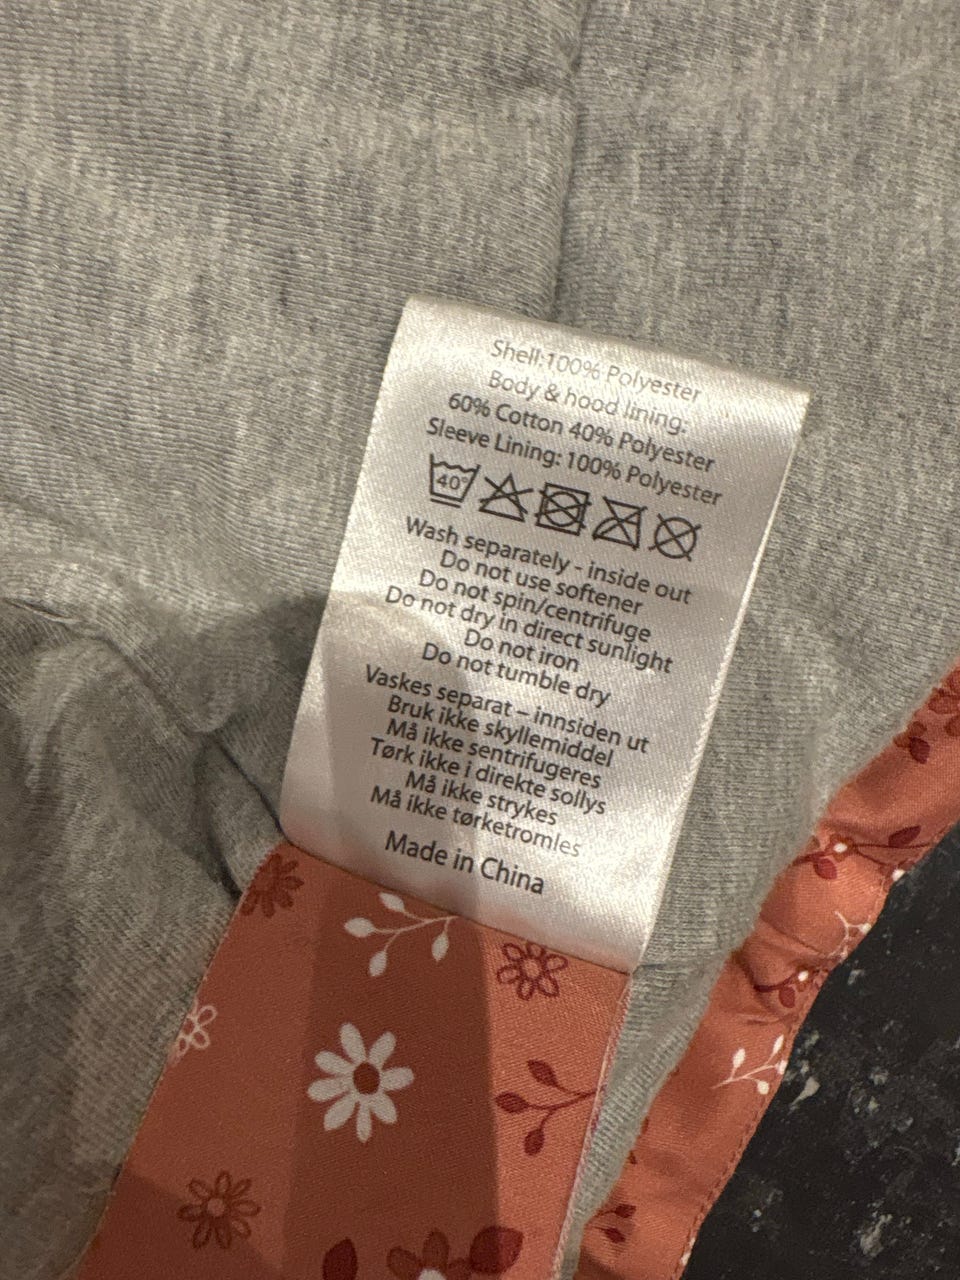 Shell:100% Polyester
Body & hood lining:
60% Cotton 40% Polyester
Sleeve Lining: 100% Polyester
40°
Wash separately - inside out
Do not use softener
Do not spin/centrifuge
Do not dry in direct sunlight
Do not iron
Do not tumble dry
Vaskes separat – innsiden ut
Bruk ikke skyllemiddel
Må ikke sentrifugeres
Tørk ikke i direkte sollys
Må ikke strykes
Må ikke tørketromles
Made in China